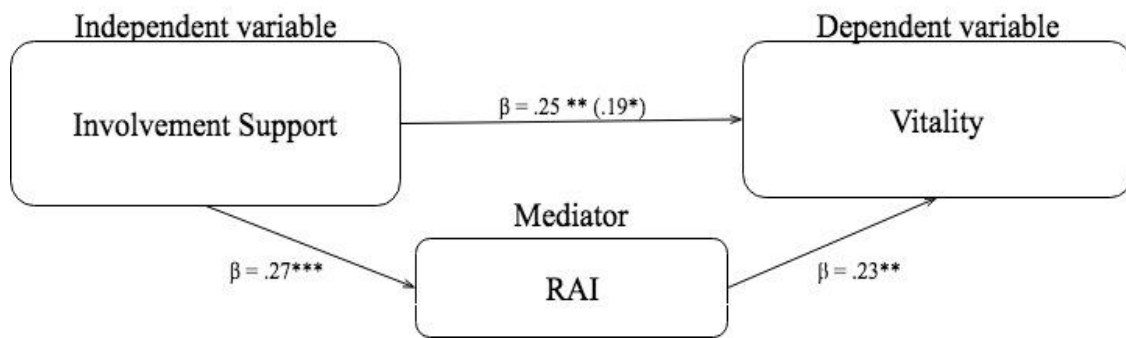 Independent variable
Dependent variable
Involvement Support
β = .25 ** (.19*)
Vitality
Mediator
β = .27***
RAI
β = .23**